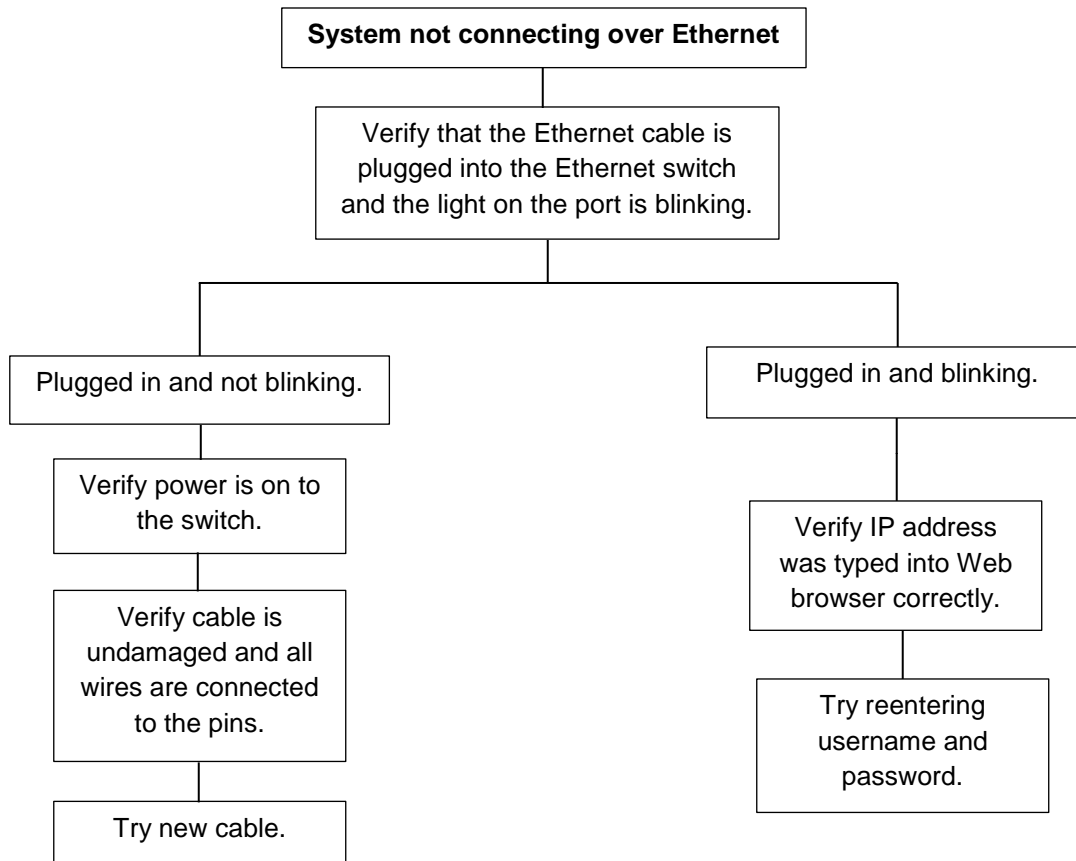 System not connecting over Ethernet
Verify that the Ethernet cable is
plugged into the Ethernet switch
and the light on the port is blinking.
Plugged in and not blinking.
Verify power is on to
the switch.
Verify cable is
undamaged and all
wires are connected
to the pins.
Try new cable.
Plugged in and blinking.
Verify IP address
was typed into Web
browser correctly.
Try reentering
username and
password.